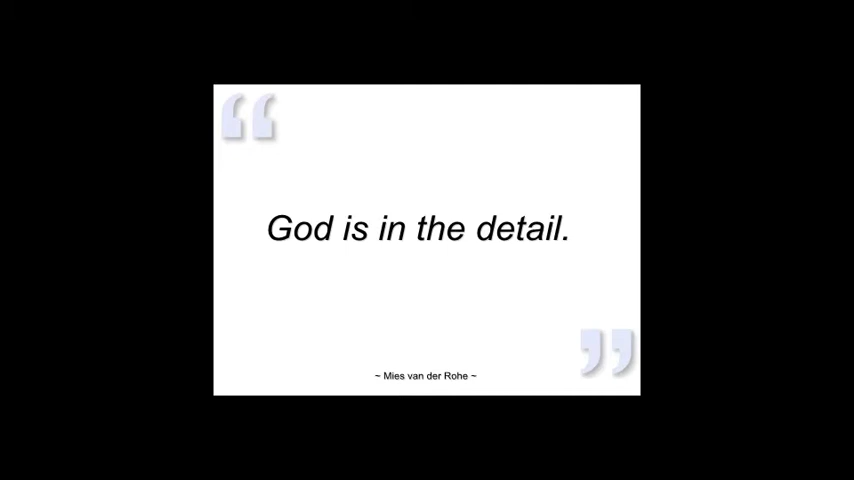 “
God is in the detail.
~ Mies van der Rohe ~
”